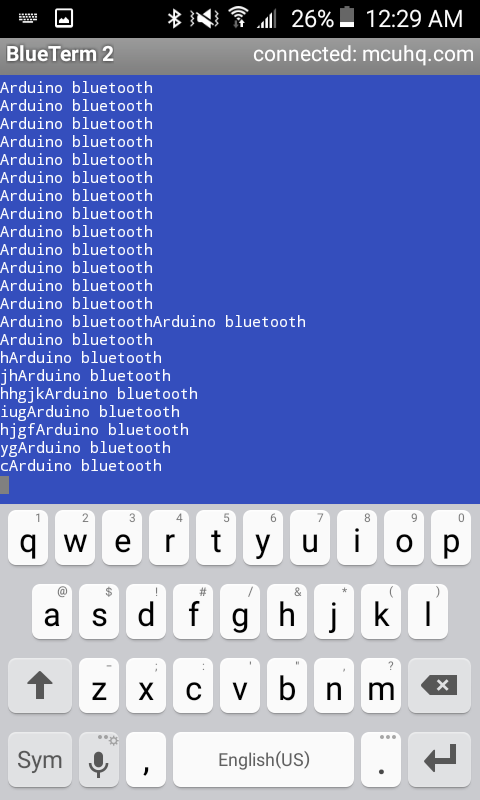 26% 12:29 AM
BlueTerm 2 connected: mcuhq.com
Arduino bluetooth
Arduino bluetooth
Arduino bluetooth
Arduino bluetooth
Arduino bluetooth
Arduino bluetooth
Arduino bluetooth
Arduino bluetooth
Arduino bluetooth
Arduino bluetooth
Arduino bluetooth
Arduino bluetooth
Arduino bluetooth
Arduino bluetoothArduino bluetooth
Arduino bluetooth
hArduino bluetooth
jhArduino bluetooth
hhgjkArduino bluetooth
iugArduino bluetooth
hjgfArduino bluetooth
ygArduino bluetooth
cArduino bluetooth
1 2 3 4 5 6 7 8 9 0
q w e r t y u i o p
@ $ ! # / & * ( )
a s d f g h j k l
- ; : ' " , ?
z x c v b n m
Sym , English(US) .